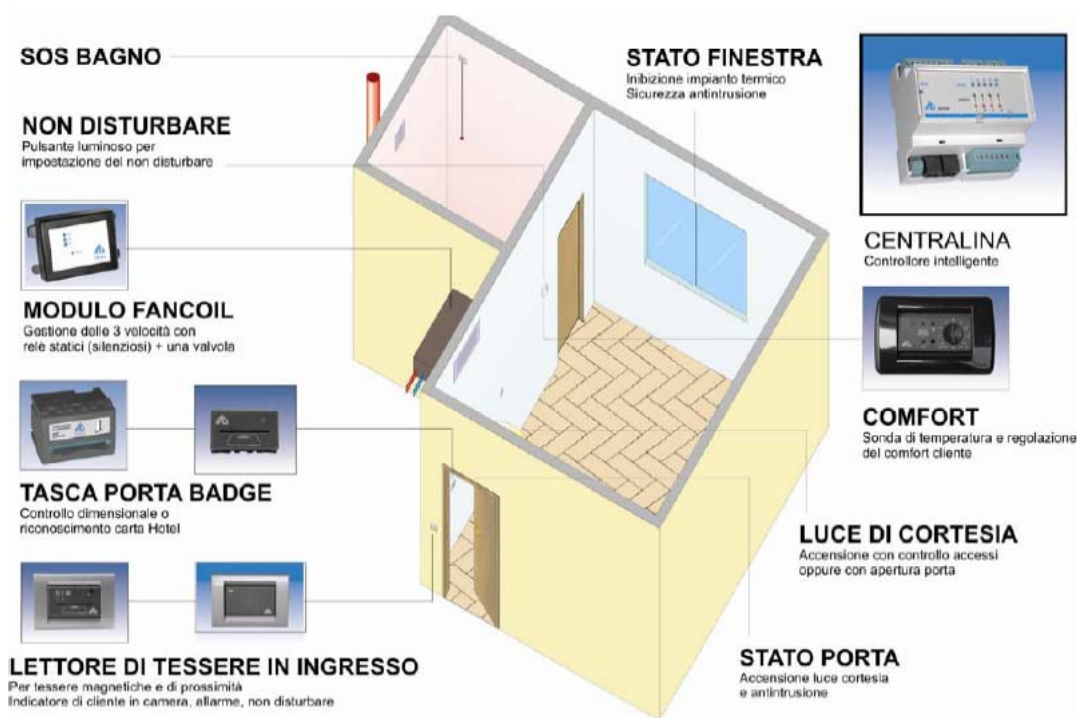 SOS BAGNO
NON DISTURBARE
Pulsante luminoso per
impostazione del non disturbare
MODULO FANCOIL
Gestione delle 3 velocità con
relè statici (silenziosi) + una valvola
TASCA PORTA BADGE
Controllo dimensionale o
riconoscimento carta Hotel
LETTORE DI TESSERE IN INGRESSO
Per tessere magnetiche e di prossimità
Indicatore di cliente in camera, allarme, non disturbare
STATO FINESTRA
Inibizione impianto termico
Sicurezza antintrusione
CENTRALINA
Controllore intelligente
COMFORT
Sonda di temperatura e regolazione
del comfort cliente
LUCE DI CORTESIA
Accensione con controllo accessi
oppure con apertura porta
STATO PORTA
Accensione luce cortesia
e antintrusione